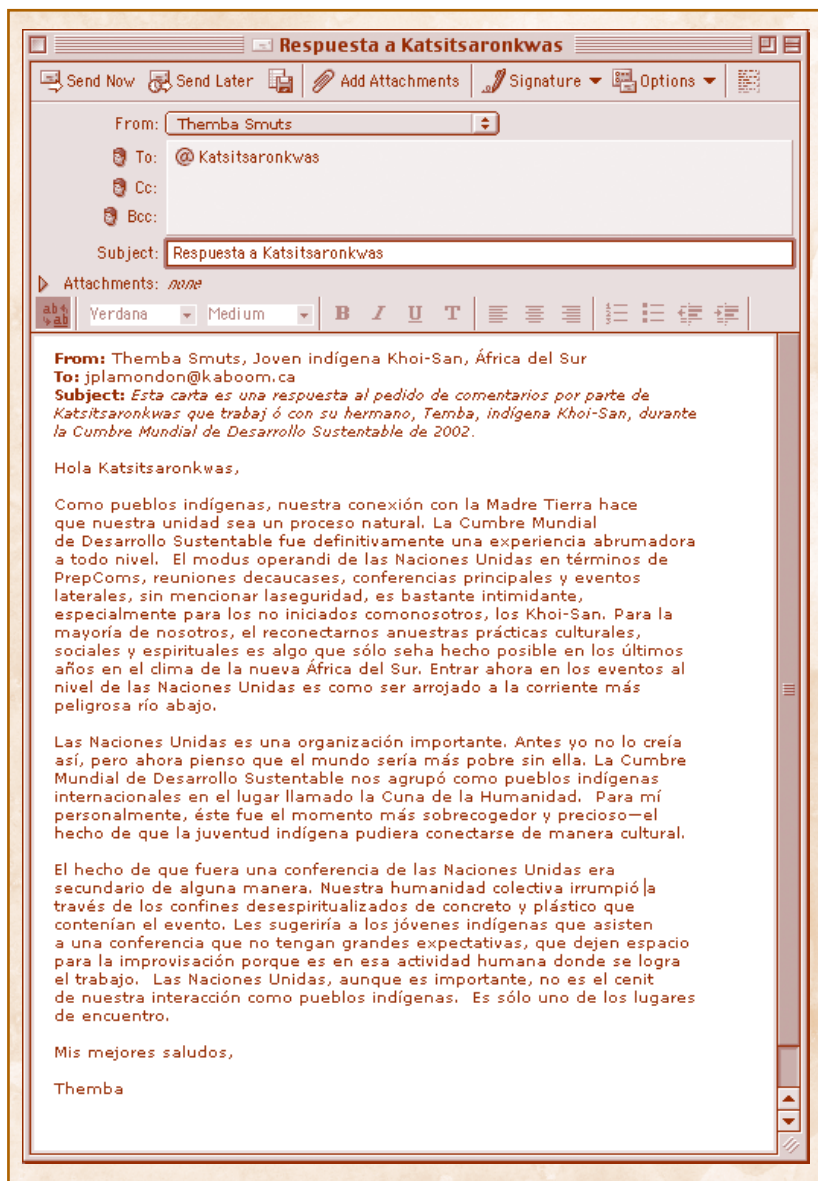 Respuesta a Katsitsaronkwas
Send Now Send Later Add Attachments Signature Options
From: Themba Smuts
To: @ Katsitsaronkwas
Cc:
Bcc:
Subject: Respuesta a Katsitsaronkwas
Attachments: none
ab ab Verdana Medium B I U T
From: Themba Smuts, Joven indígena Khoi-San, África del Sur
To: jplamondon@kaboom.ca
Subject: Esta carta es una respuesta al pedido de comentarios por parte de
Katsitsaronkwas que trabaj ó con su hermano, Temba, indígena Khoi-San, durante
la Cumbre Mundial de Desarrollo Sustentable de 2002.
Hola Katsitsaronkwas,
Como pueblos indígenas, nuestra conexión con la Madre Tierra hace
que nuestra unidad sea un proceso natural. La Cumbre Mundial
de Desarrollo Sustentable fue definitivamente una experiencia abrumadora
a todo nivel. El modus operandi de las Naciones Unidas en términos de
PrepComs, reuniones decaucases, conferencias principales y eventos
laterales, sin mencionar laseguridad, es bastante intimidante,
especialmente para los no iniciados comonosotros, los Khoi-San. Para la
mayoría de nosotros, el reconectarnos anuestras prácticas culturales,
sociales y espirituales es algo que sólo seha hecho posible en los últimos
años en el clima de la nueva África del Sur. Entrar ahora en los eventos al
nivel de las Naciones Unidas es como ser arrojado a la corriente más
peligrosa río abajo.
Las Naciones Unidas es una organización importante. Antes yo no lo creía
así, pero ahora pienso que el mundo sería más pobre sin ella. La Cumbre
Mundial de Desarrollo Sustentable nos agrupó como pueblos indígenas
internacionales en el lugar llamado la Cuna de la Humanidad. Para mí
personalmente, éste fue el momento más sobrecogedor y precioso—el
hecho de que la juventud indígena pudiera conectarse de manera cultural.
El hecho de que fuera una conferencia de las Naciones Unidas era
secundario de alguna manera. Nuestra humanidad colectiva irrumpió a
través de los confines desespiritualizados de concreto y plástico que
contenían el evento. Les sugeriría a los jóvenes indígenas que asisten
a una conferencia que no tengan grandes expectativas, que dejen espacio
para la improvisación porque es en esa actividad humana donde se logra
el trabajo. Las Naciones Unidas, aunque es importante, no es el cenit
de nuestra interacción como pueblos indígenas. Es sólo uno de los lugares
de encuentro.
Mis mejores saludos,
Themba